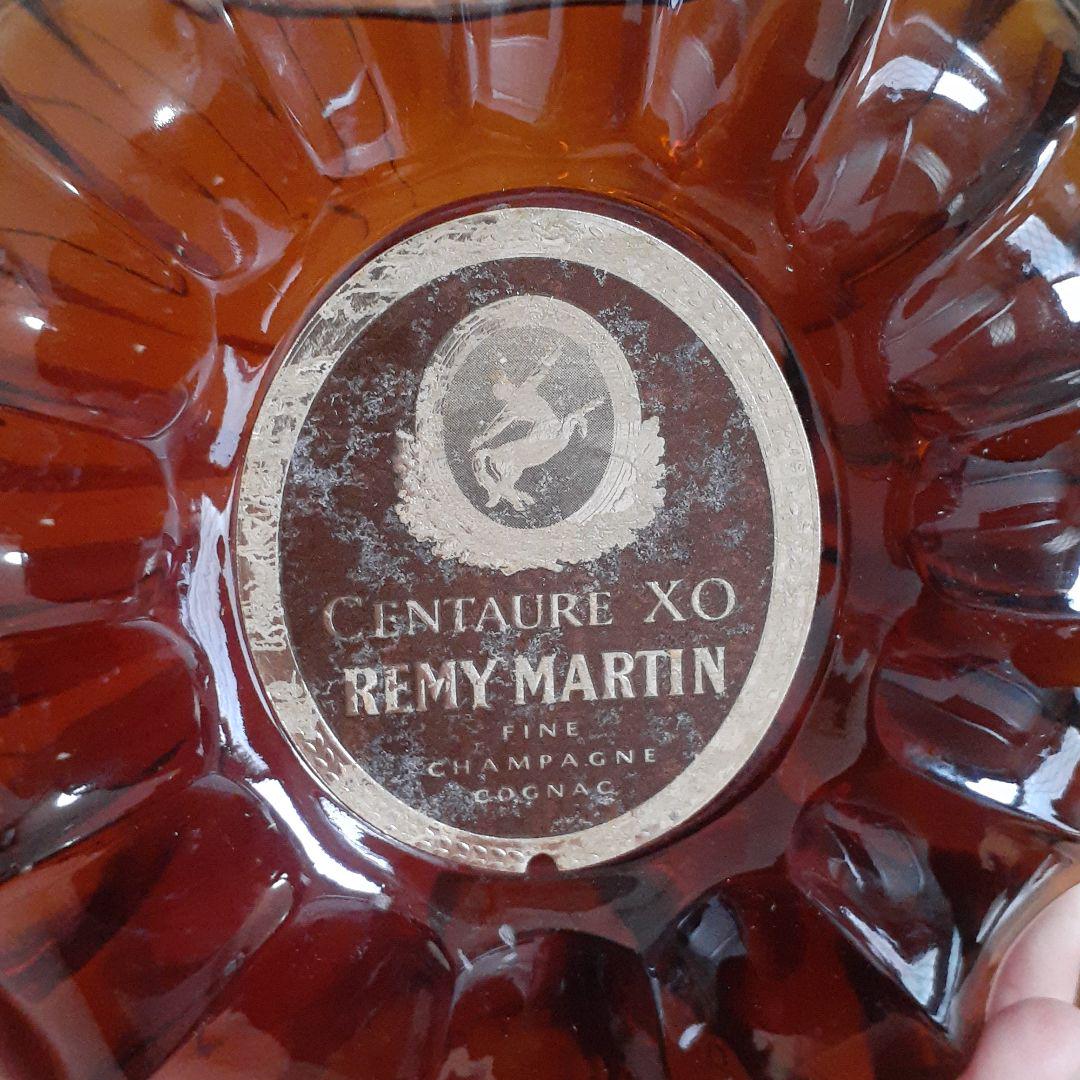 CENTAURE XO
REMY MARTIN
FINE
CHAMPAGNE
COGNAC